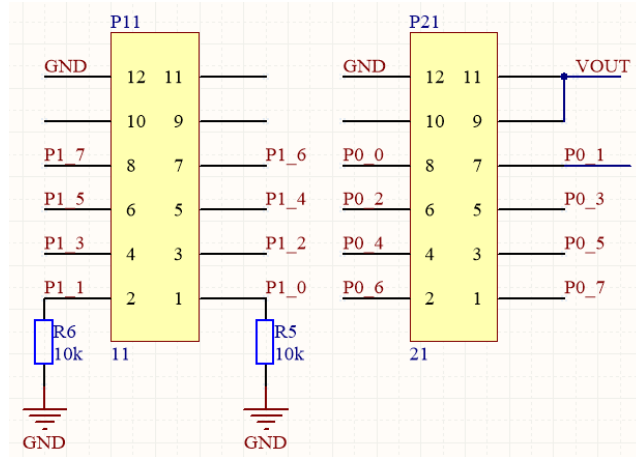 P11 P21
GND 12 11 GND 12 11 VOUT
10 9 10 9
P1_7 8 7 P1_6 P0_0 8 7 P0_1
P1_5 6 5 P1_4 P0_2 6 5 P0_3
P1_3 4 3 P1_2 P0_4 4 3 P0_5
P1_1 2 1 P1_0 P0_6 2 1 P0_7
R6 R5
10k 11 10k 21
GND GND